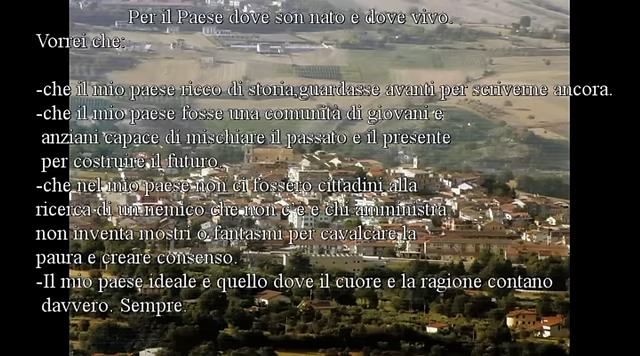 Per il Paese dove son nato e dove vivo.
Vorrei che:
-che il mio paese ricco di storia,guardasse avanti per scriverne ancora.
-che il mio paese fosse una comunità di giovani e
anziani capace di mischiare il passato e il presente
per costruire il futuro.
-che nel mio paese non ci fossero cittadini alla
ricerca di un nemico che non c'è e chi amministra
non inventa mostri o fantasmi per cavalcare la
paura e creare consenso.
-Il mio paese ideale e quello dove il cuore e la ragione contano
davvero. Sempre.